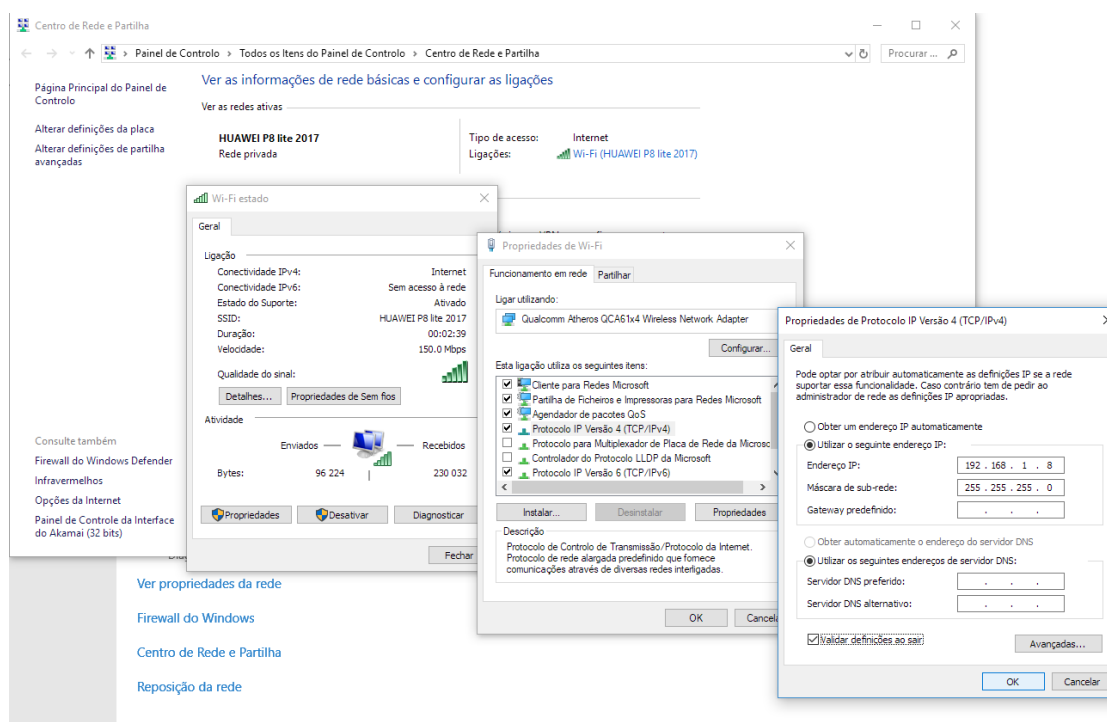 Centro de Rede e Partilha
Painel de Controlo > Todos os Itens do Painel de Controlo > Centro de Rede e Partilha
Procurar ...
Página Principal do Painel de
Controlo
Alterar definições da placa
Alterar definições de partilha
avançadas
Ver as informações de rede básicas e configurar as ligações
Ver as redes ativas
HUAWEI P8 lite 2017
Rede privada
Tipo de acesso: Internet
Ligações: Wi-Fi (HUAWEI P8 lite 2017)
Consulte também
Firewall do Windows Defender
Infravermelhos
Opções da Internet
Painel de Controle da Interface
do Akamai (32 bits)
Wi-Fi estado
Geral
Ligação
Conectividade IPv4: Internet
Conectividade IPv6: Sem acesso à rede
Estado do Suporte: Ativado
SSID: HUAWEI P8 lite 2017
Duração: 00:02:39
Velocidade: 150.0 Mbps
Qualidade do sinal:
Detalhes... Propriedades de Sem fios
Atividade
Enviados — — Recebidos
Bytes: 96 224 | 230 032
Propriedades Desativar Diagnosticar
Fechar
Propriedades de Wi-Fi
Funcionamento em rede Partilhar
Ligar utilizando:
Qualcomm Atheros QCA61x4 Wireless Network Adapter
Configurar...
Esta ligação utiliza os seguintes itens:
Cliente para Redes Microsoft
Partilha de Ficheiros e Impressoras para Redes Microsoft
Agendador de pacotes QoS
Protocolo IP Versão 4 (TCP/IPv4)
Protocolo para Multiplexador de Placa de Rede da Microsc
Controlador do Protocolo LLDP da Microsoft
Protocolo IP Versão 6 (TCP/IPv6)
Instalar... Desinstalar Propriedades
Descrição
Protocolo de Controlo de Transmissão/Protocolo da Internet.
Protocolo de rede alargada predefinido que fornece
comunicações através de diversas redes interligadas.
OK Cancela
Propriedades de Protocolo IP Versão 4 (TCP/IPv4)
Geral
Pode optar por atribuir automaticamente as definições IP se a rede
suportar essa funcionalidade. Caso contrário tem de pedir ao
administrador de rede as definições IP apropriadas.
Obter um endereço IP automaticamente
Utilizar o seguinte endereço IP:
Endereço IP: 192 . 168 . 1 . 8
Máscara de sub-rede: 255 . 255 . 255 . 0
Gateway predefinido: . . .
Obter automaticamente o endereço do servidor DNS
Utilizar os seguintes endereços de servidor DNS:
Servidor DNS preferido: . . .
Servidor DNS alternativo: . . .
Validar definições ao sair
Avançadas...
OK Cancelar
Ver propriedades da rede
Firewall do Windows
Centro de Rede e Partilha
Reposição da rede